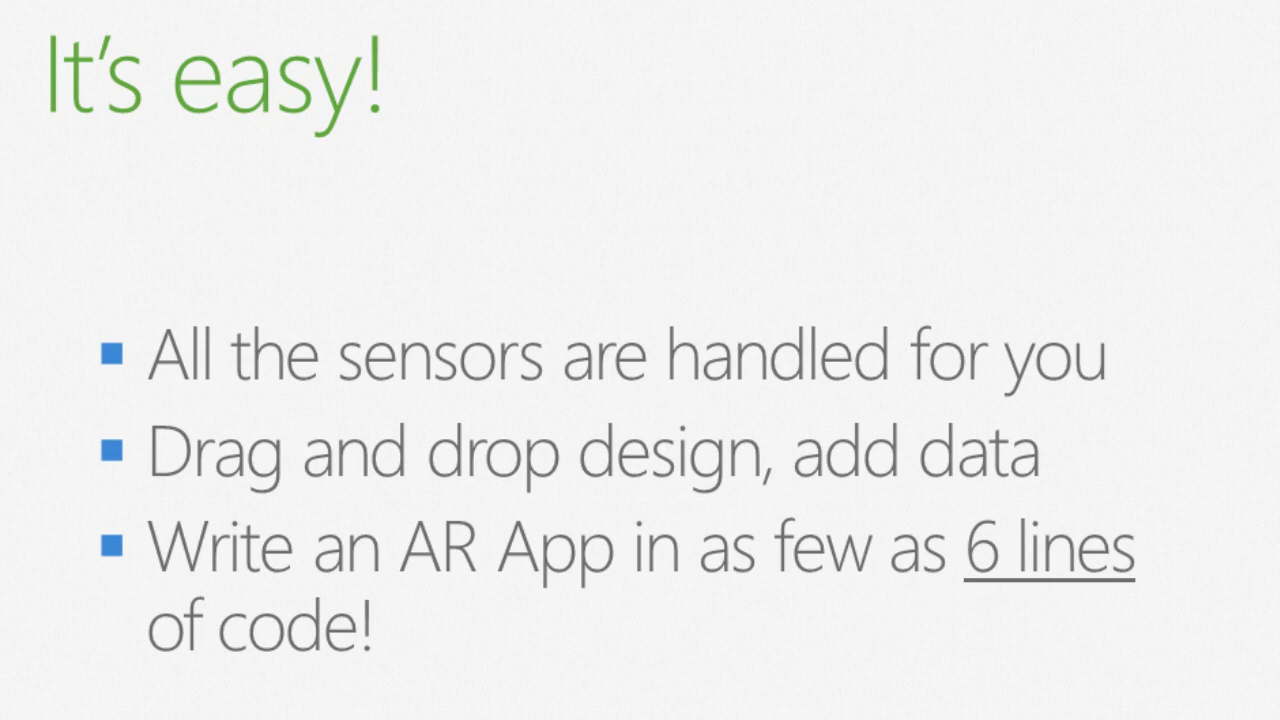 It's easy!
All the sensors are handled for you
Drag and drop design, add data
Write an AR App in as few as 6 lines
of code!